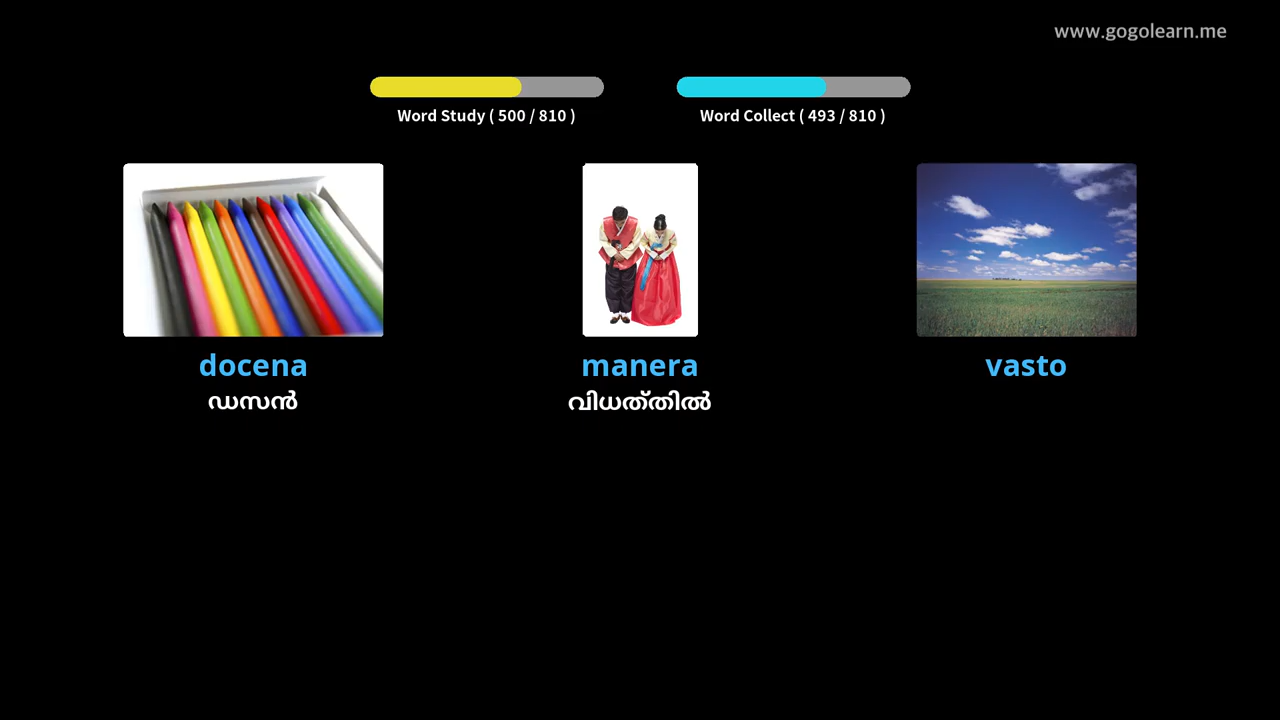 www.gogolearn.me
Word Study ( 500 / 810 )
Word Collect ( 493 / 810 )
docena
manera
vasto
ഡസൻ
വിധത്തിൽ